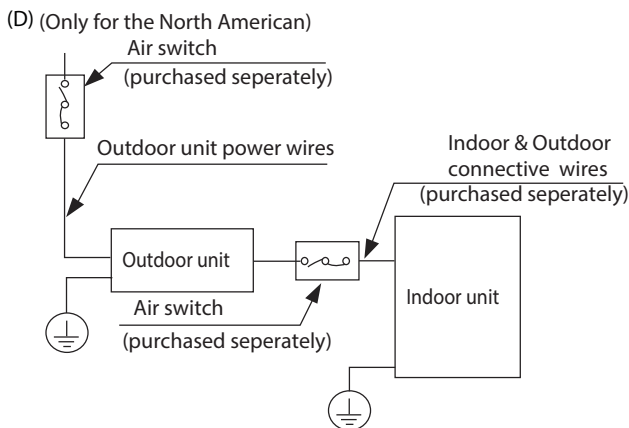 (D) (Only for the North American)
Air switch
(purchased seperately)
Outdoor unit power wires
Indoor & Outdoor
connective wires
(purchased seperately)
Outdoor unit
Indoor unit
Air switch
(purchased seperately)